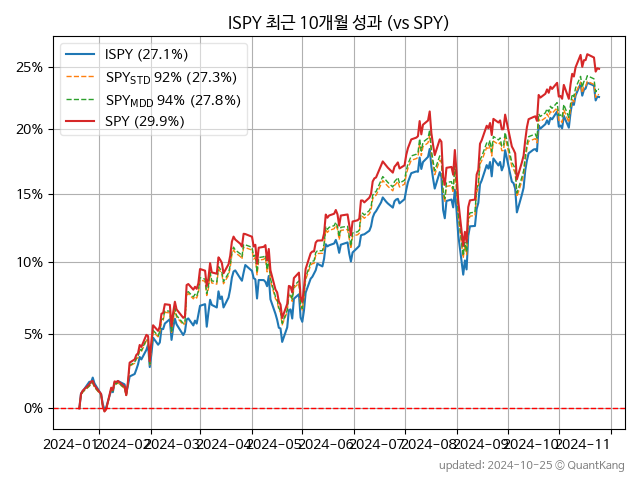 ISPY 최근 10개월 성과 (vs SPY)
ISPY (27.1%)
SPY_STD 92% (27.3%)
SPY_MDD 94% (27.8%)
SPY (29.9%)
25%
20%
15%
10%
5%
0%
2024-01 2024-02 2024-03 2024-04 2024-05 2024-06 2024-07 2024-08 2024-09 2024-10 2024-11
updated: 2024-10-25 © QuantKang